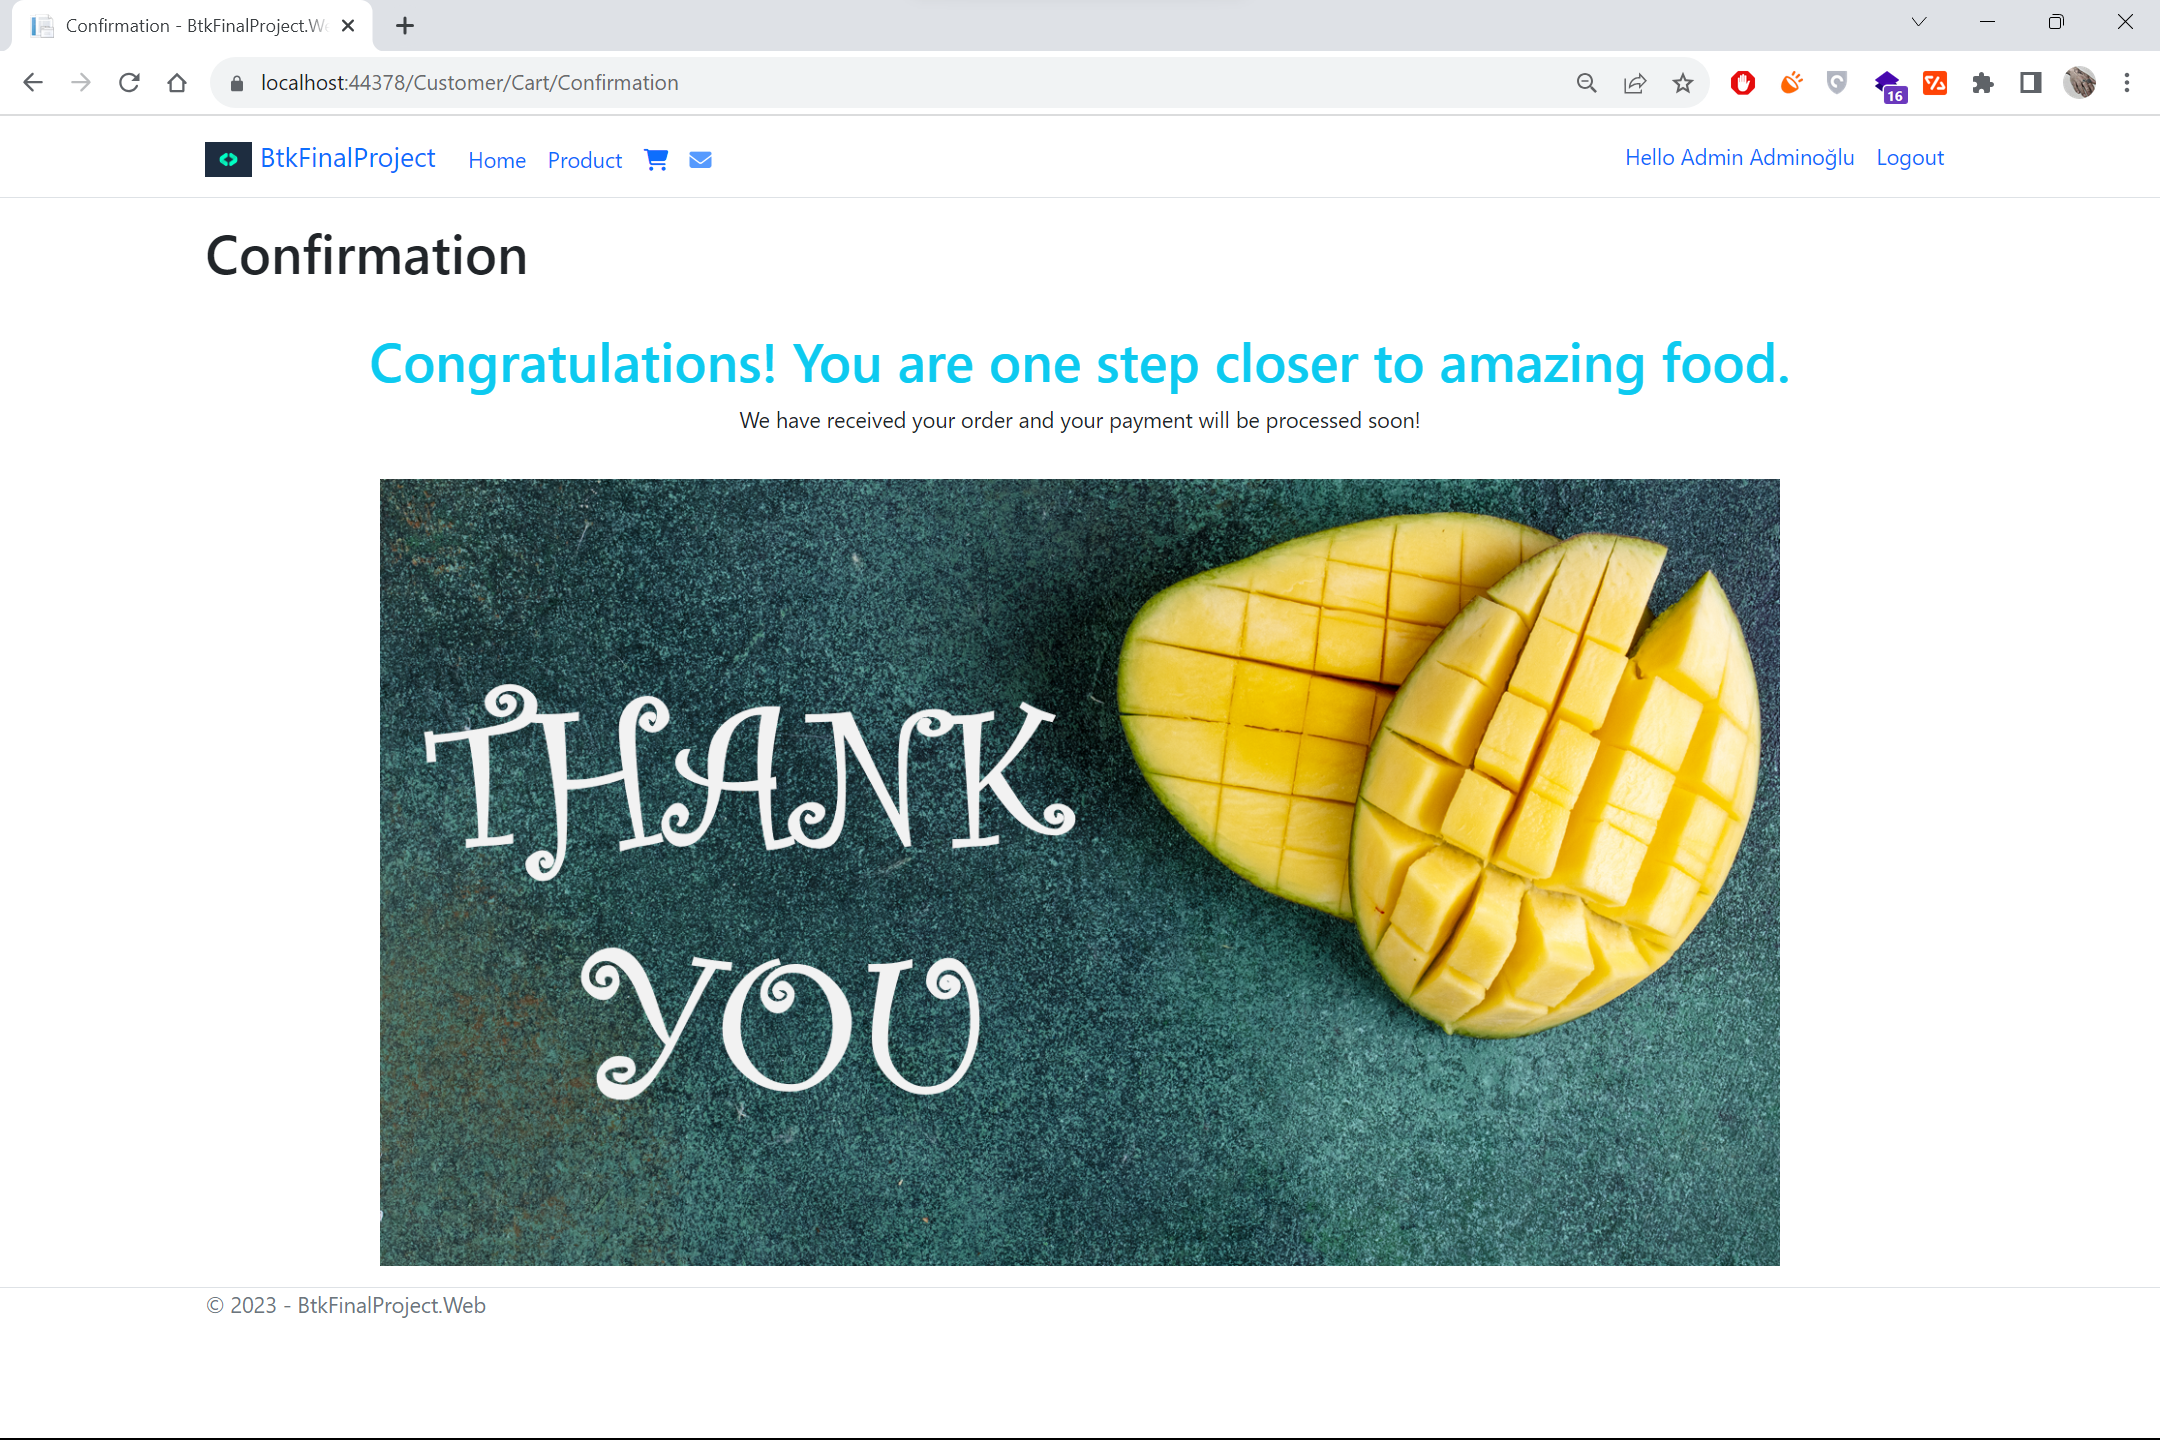 Confirmation - BtkFinalProject.We
localhost:44378/Customer/Cart/Confirmation
16
BtkFinalProject Home Product Hello Admin Adminoğlu Logout
Confirmation
Congratulations! You are one step closer to amazing food.
We have received your order and your payment will be processed soon!
THANK
YOU
© 2023 - BtkFinalProject.Web